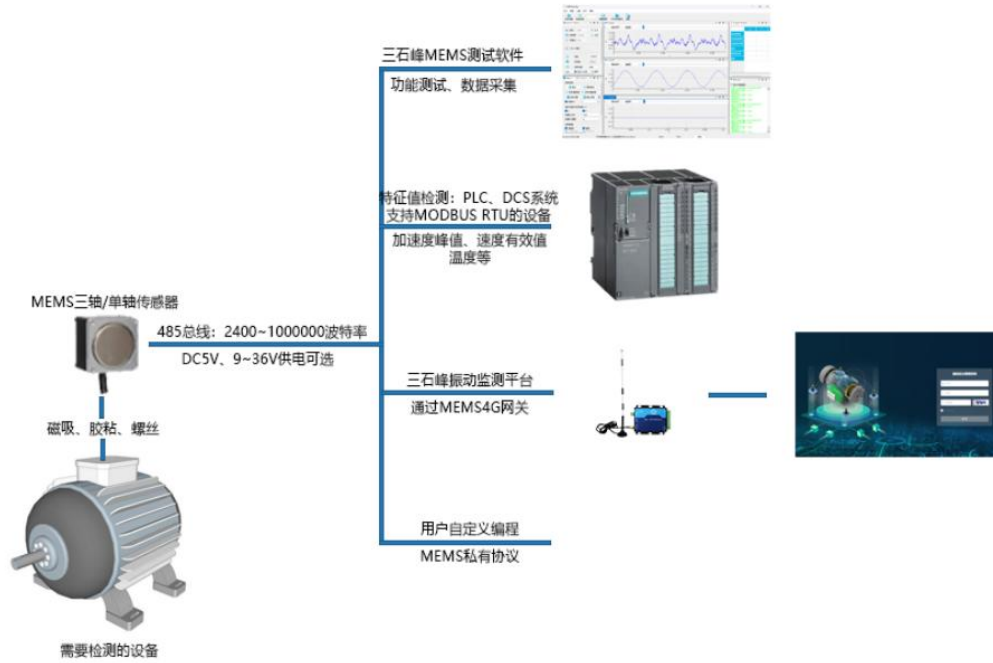 三石峰MEMS测试软件
功能测试、数据采集
特征值检测：PLC、DCS系统
支持MODBUS RTU的设备
加速度峰值、速度有效值
温度等
MEMS三轴/单轴传感器
485总线：2400~1000000波特率
DC5V、9~36V供电可选
三石峰振动监测平台
通过MEMS4G网关
磁吸、胶粘、螺丝
用户自定义编程
MEMS私有协议
需要检测的设备
SIEMENS